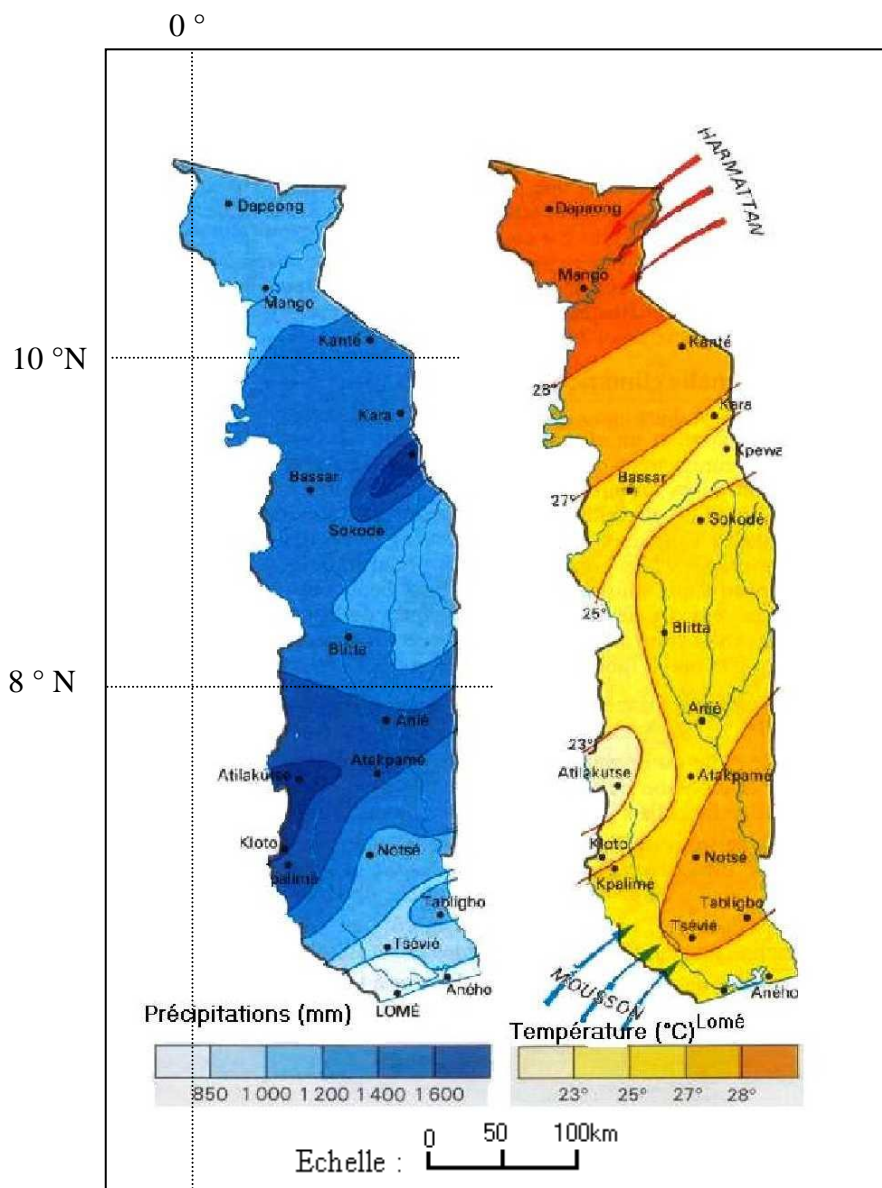 0 °
10 °N
8 ° N
Dapaong
Mango
Kanté
Kara
Bassar
Sokodé
Blitta
Anié
Atakpamé
Atilakutse
Kloto
Kpalimé
Notsé
Tabligbo
Tsévié
Aného
LOMÉ
Précipitations (mm)
850 1 000 1 200 1 400 1 600
HARMATTAN
Dapaong
Mango
Kanté
28°
Kara
Kpewa
Bassar
27°
Sokodé
25°
Blitta
Anié
23°
Atilakutse
Atakpamé
Kloto
Kpalimé
Notsé
Tabligbo
Tsévié
MOUSSON
Aného
Lomé
Température (°C)
23° 25° 27° 28°
Echelle :
0 50 100km